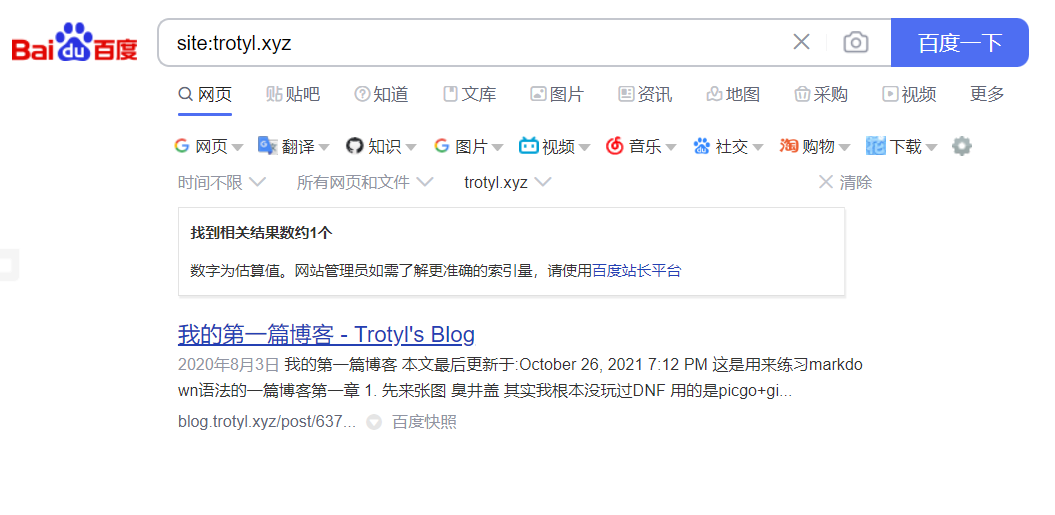 Bai du 百度 site:trotyl.xyz 百度一下
网页 贴吧 知道 文库 图片 资讯 地图 采购 视频 更多
网页 翻译 知识 图片 视频 音乐 社交 购物 下载
时间不限 所有网页和文件 trotyl.xyz 清除
找到相关结果数约1个
数字为估算值。网站管理员如需了解更准确的索引量，请使用百度站长平台
我的第一篇博客 - Trotyl's Blog
2020年8月3日 我的第一篇博客 本文最后更新于:October 26, 2021 7:12 PM 这是用来练习markdo
wn语法的一篇博客第一章 1. 先来张图 臭井盖 其实我根本没玩过DNF 用的是picgo+gi...
blog.trotyl.xyz/post/637... 百度快照